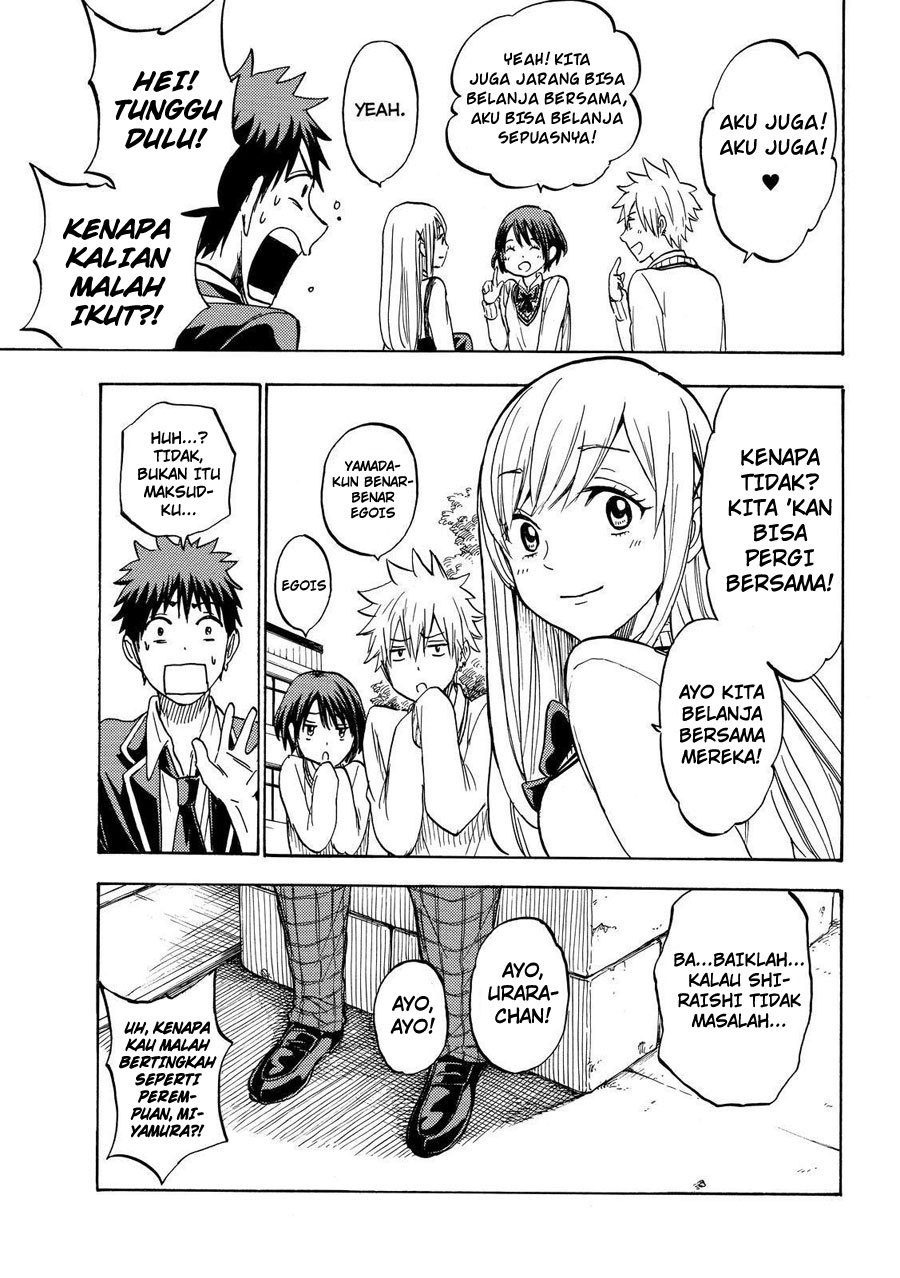 AKU JUGA!
AKU JUGA!
♥
YEAH! KITA
JUGA JARANG BISA
BELANJA BERSAMA,
AKU BISA BELANJA
SEPUASNYA!
YEAH.
HEI!
TUNGGU
DULU!
KENAPA
KALIAN
MALAH
IKUT?!
KENAPA
TIDAK?
KITA 'KAN
BISA
PERGI
BERSAMA!
AYO KITA
BELANJA
BERSAMA
MEREKA!
YAMADA-
KUN BENAR-
BENAR
EGOIS
EGOIS
HUH...?
TIDAK,
BUKAN ITU
MAKSUD-
KU...
BA...BAIKLAH...
KALAU SHI-
RAISHI TIDAK
MASALAH...
AYO,
URARA-
CHAN!
AYO,
AYO!
UH, KENAPA
KAU MALAH
BERTINGKAH
SEPERTI
PEREM-
PUAN, MI-
YAMURA?!